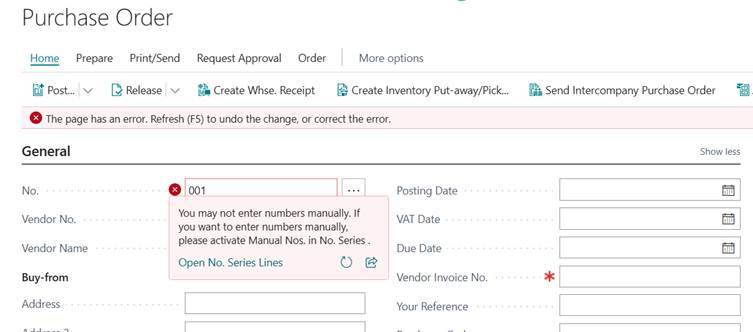 Purchase Order
Home Prepare Print/Send Request Approval Order More options
Post... Release Create Whse. Receipt Create Inventory Put-away/Pick... Send Intercompany Purchase Order
The page has an error. Refresh (F5) to undo the change, or correct the error.
General Show less
No. 001 ... Posting Date
You may not enter numbers manually. If
you want to enter numbers manually,
please activate Manual Nos. in No. Series .
Open No. Series Lines
Vendor No. VAT Date
Vendor Name Due Date
Buy-from Vendor Invoice No. *
Address Your Reference
Address 2